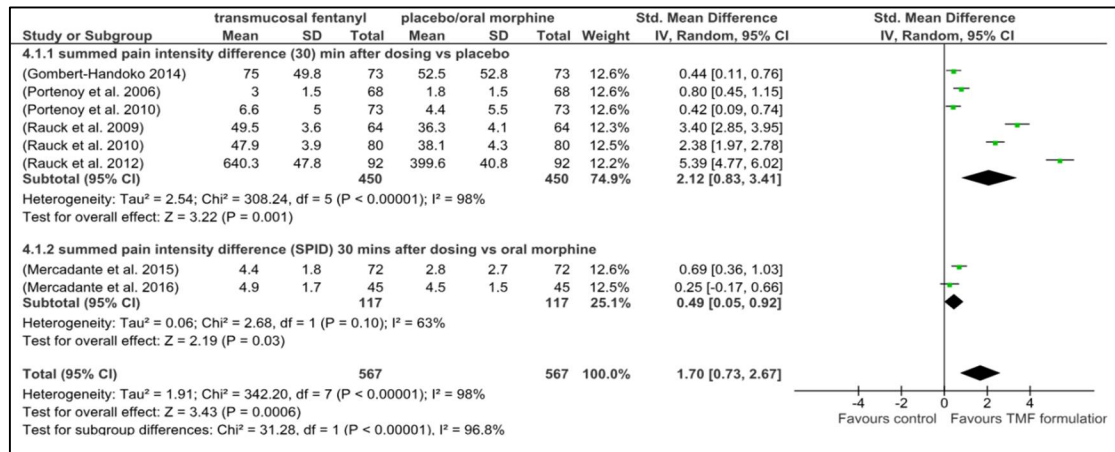 transmucosal fentanyl placebo/oral morphine Std. Mean Difference Std. Mean Difference
Study or Subgroup Mean SD Total Mean SD Total Weight IV, Random, 95% CI IV, Random, 95% CI
4.1.1 summed pain intensity difference (30) min after dosing vs placebo
(Gombert-Handoko 2014) 75 49.8 73 52.5 52.8 73 12.6% 0.44 [0.11, 0.76]
(Portenoy et al. 2006) 3 1.5 68 1.8 1.5 68 12.6% 0.80 [0.45, 1.15]
(Portenoy et al. 2010) 6.6 5 73 4.4 5.5 73 12.6% 0.42 [0.09, 0.74]
(Rauck et al. 2009) 49.5 3.6 64 36.3 4.1 64 12.3% 3.40 [2.85, 3.95]
(Rauck et al. 2010) 47.9 3.9 80 38.1 4.3 80 12.5% 2.38 [1.97, 2.78]
(Rauck et al. 2012) 640.3 47.8 92 399.6 40.8 92 12.2% 5.39 [4.77, 6.02]
Subtotal (95% CI) 450 450 74.9% 2.12 [0.83, 3.41]
Heterogeneity: Tau² = 2.54; Chi² = 308.24, df = 5 (P < 0.00001); I² = 98%
Test for overall effect: Z = 3.22 (P = 0.001)
4.1.2 summed pain intensity difference (SPID) 30 mins after dosing vs oral morphine
(Mercadante et al. 2015) 4.4 1.8 72 2.8 2.7 72 12.6% 0.69 [0.36, 1.03]
(Mercadante et al. 2016) 4.9 1.7 45 4.5 1.5 45 12.5% 0.25 [-0.17, 0.66]
Subtotal (95% CI) 117 117 25.1% 0.49 [0.05, 0.92]
Heterogeneity: Tau² = 0.06; Chi² = 2.68, df = 1 (P = 0.10); I² = 63%
Test for overall effect: Z = 2.19 (P = 0.03)
Total (95% CI) 567 567 100.0% 1.70 [0.73, 2.67]
Heterogeneity: Tau² = 1.91; Chi² = 342.20, df = 7 (P < 0.00001); I² = 98%
Test for overall effect: Z = 3.43 (P = 0.0006)
Test for subgroup differences: Chi² = 31.28, df = 1 (P < 0.00001), I² = 96.8%
-4 -2 0 2 4
Favours control Favours TMF formulation